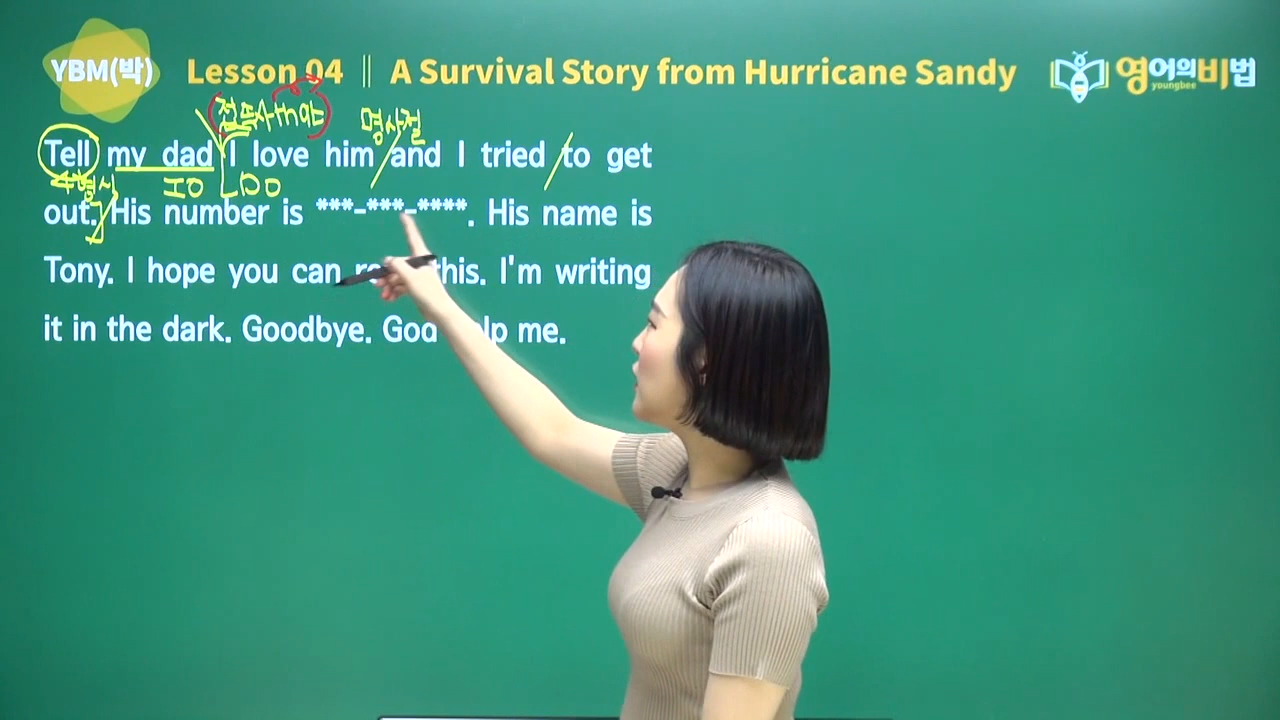 YBM(박) Lesson 04 A Survival Story from Hurricane Sandy 영어의비법
youngbee
접속사 that
명사절
Tell my dad I love him and I tried to get
수여동사 IO DO
out. His number is ***-***-****. His name is
Tony. I hope you can this. I'm writing
it in the dark. Goodbye. God me.